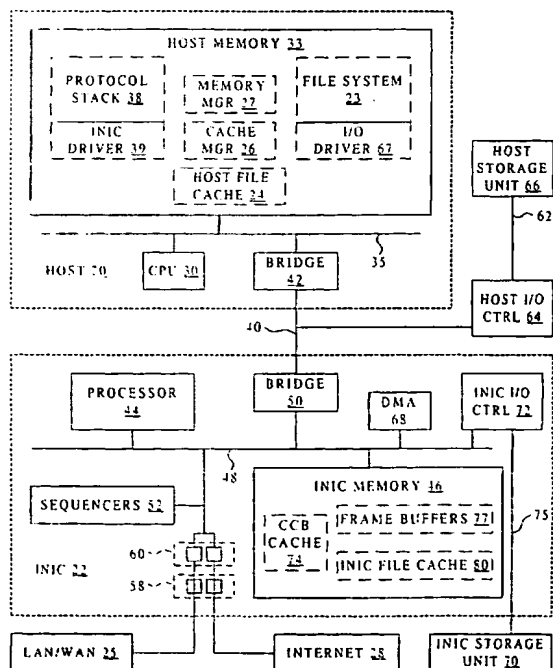 HOST MEMORY 33
PROTOCOL
STACK 38
MEMORY
MGR 27
FILE SYSTEM
23
INIC
DRIVER 39
CACHE
MGR 26
I/O
DRIVER 67
HOST FILE
CACHE 24
HOST
STORAGE
UNIT 66
62
35
HOST 20
CPU 30
BRIDGE
42
HOST I/O
CTRL 64
40
PROCESSOR
44
BRIDGE
50
DMA
68
INIC I/O
CTRL 72
48
SEQUENCERS 52
INIC MEMORY 46
CCB
CACHE
74
FRAME BUFFERS 77
INIC FILE CACHE 80
75
60
INIC 22
58
LAN/WAN 25
INTERNET 28
INIC STORAGE
UNIT 70